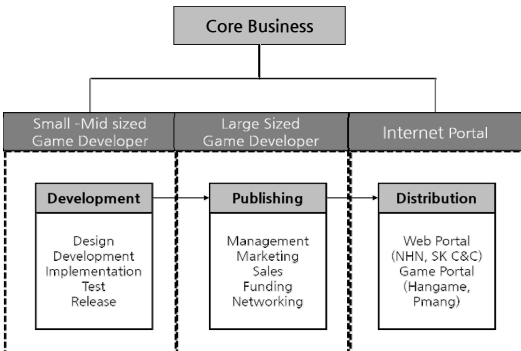 Core Business
Small -Mid sized
Game Developer
Large Sized
Game Developer
Internet Portal
Development
Design
Development
Implementation
Test
Release
Publishing
Management
Marketing
Sales
Funding
Networking
Distribution
Web Portal
(NHN, SK C&C)
Game Portal
(Hangame,
Pmang)